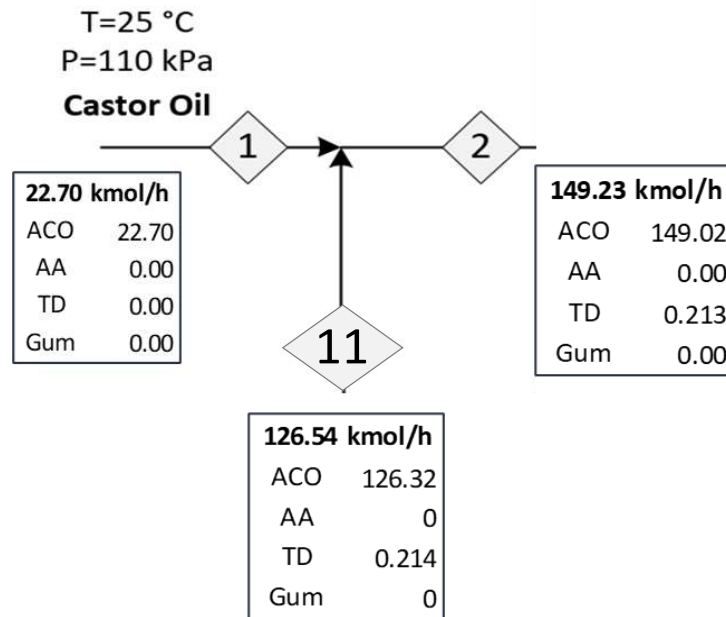 T=25 °C
P=110 kPa
Castor Oil
1
2
22.70 kmol/h
ACO 22.70
AA 0.00
TD 0.00
Gum 0.00
149.23 kmol/h
ACO 149.02
AA 0.00
TD 0.213
Gum 0.00
11
126.54 kmol/h
ACO 126.32
AA 0
TD 0.214
Gum 0